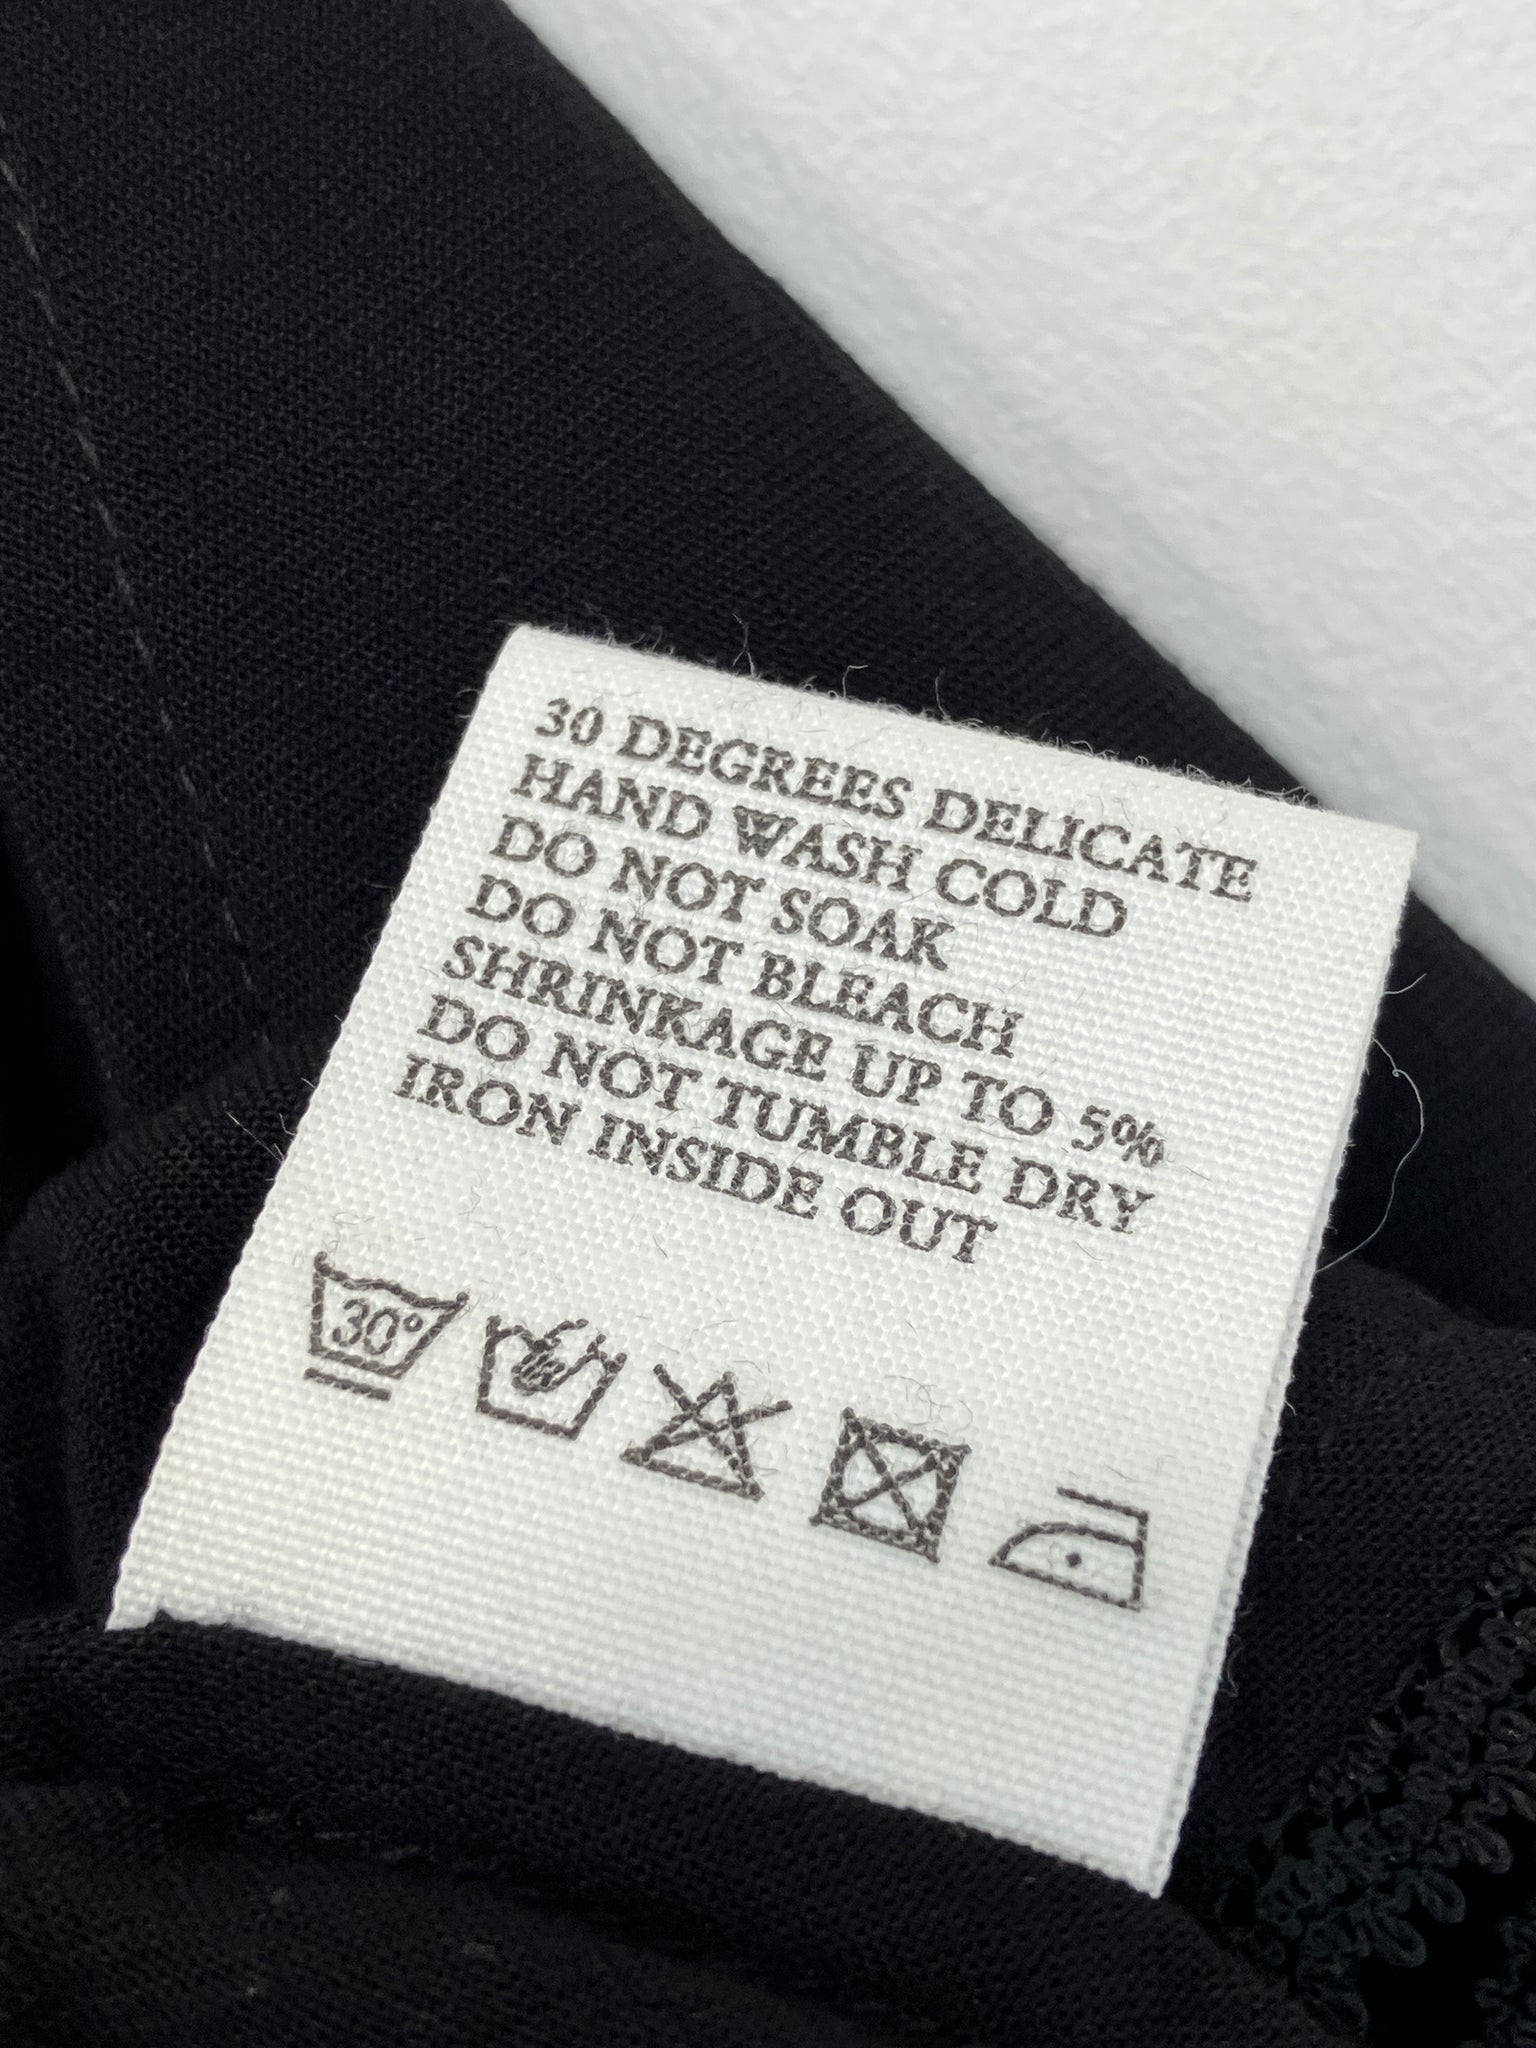 30 DEGREES DELICATE
HAND WASH COLD
DO NOT SOAK
DO NOT BLEACH
SHRINKAGE UP TO 5%
DO NOT TUMBLE DRY
IRON INSIDE OUT
30°